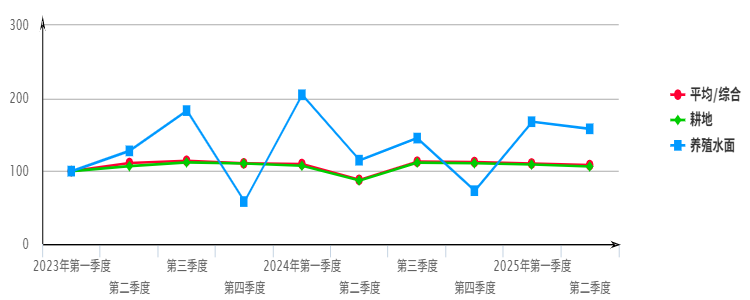 300
200
100
0
平均/综合
耕地
养殖水面
2023年第一季度
第二季度
第三季度
第四季度
2024年第一季度
第二季度
第三季度
第四季度
2025年第一季度
第二季度